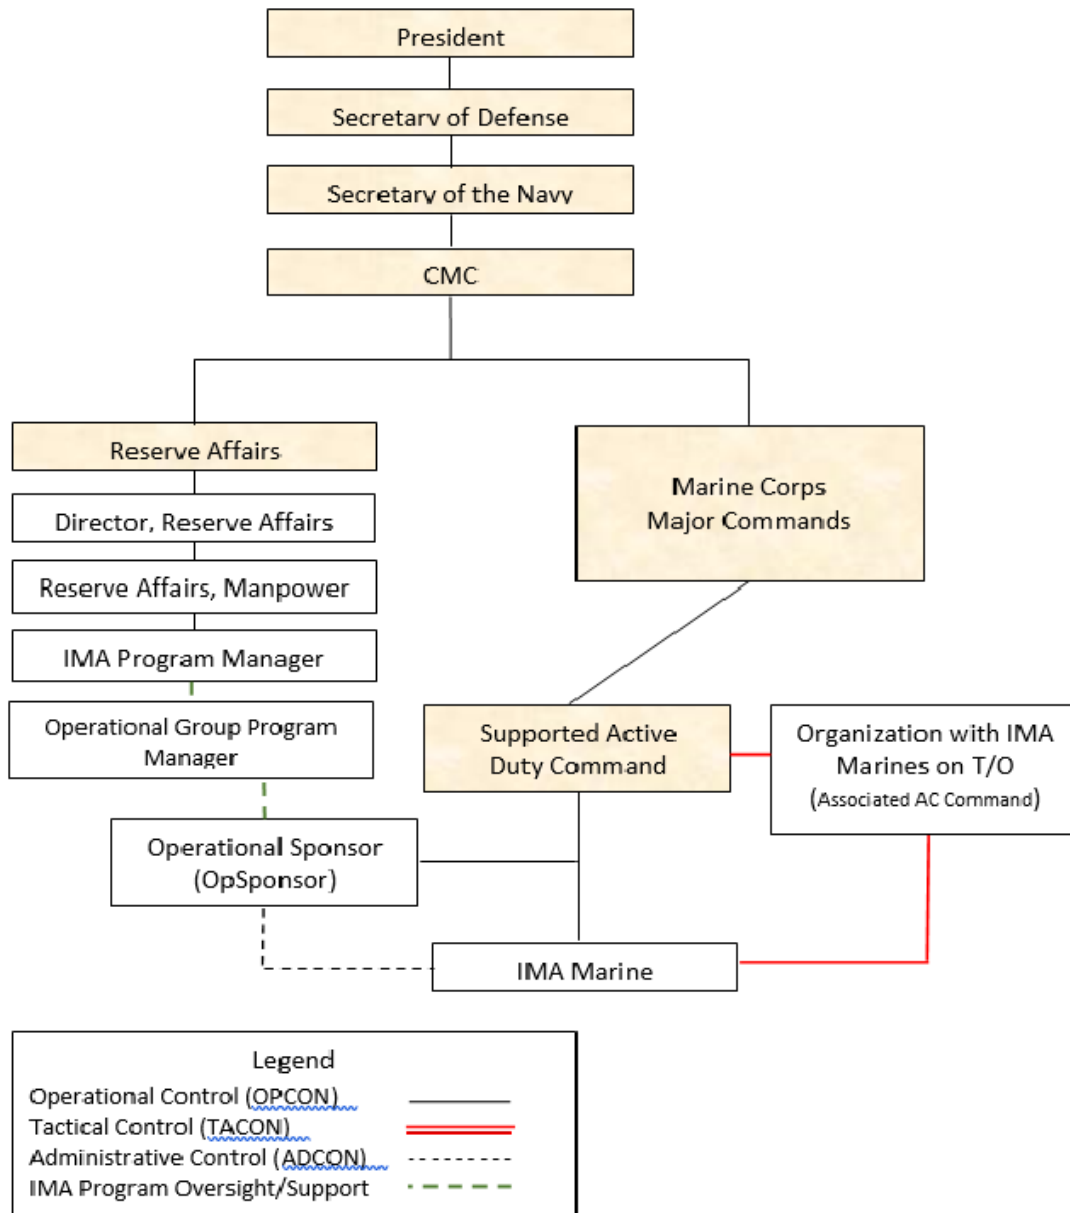 President
Secretary of Defense
Secretary of the Navy
CMC
Reserve Affairs
Director, Reserve Affairs
Reserve Affairs, Manpower
IMA Program Manager
Operational Group Program
Manager
Operational Sponsor
(OpSponsor)
Marine Corps
Major Commands
Supported Active
Duty Command
Organization with IMA
Marines on T/O
(Associated AC Command)
IMA Marine
Legend
Operational Control (OPCON)
Tactical Control (TACON)
Administrative Control (ADCON)
IMA Program Oversight/Support